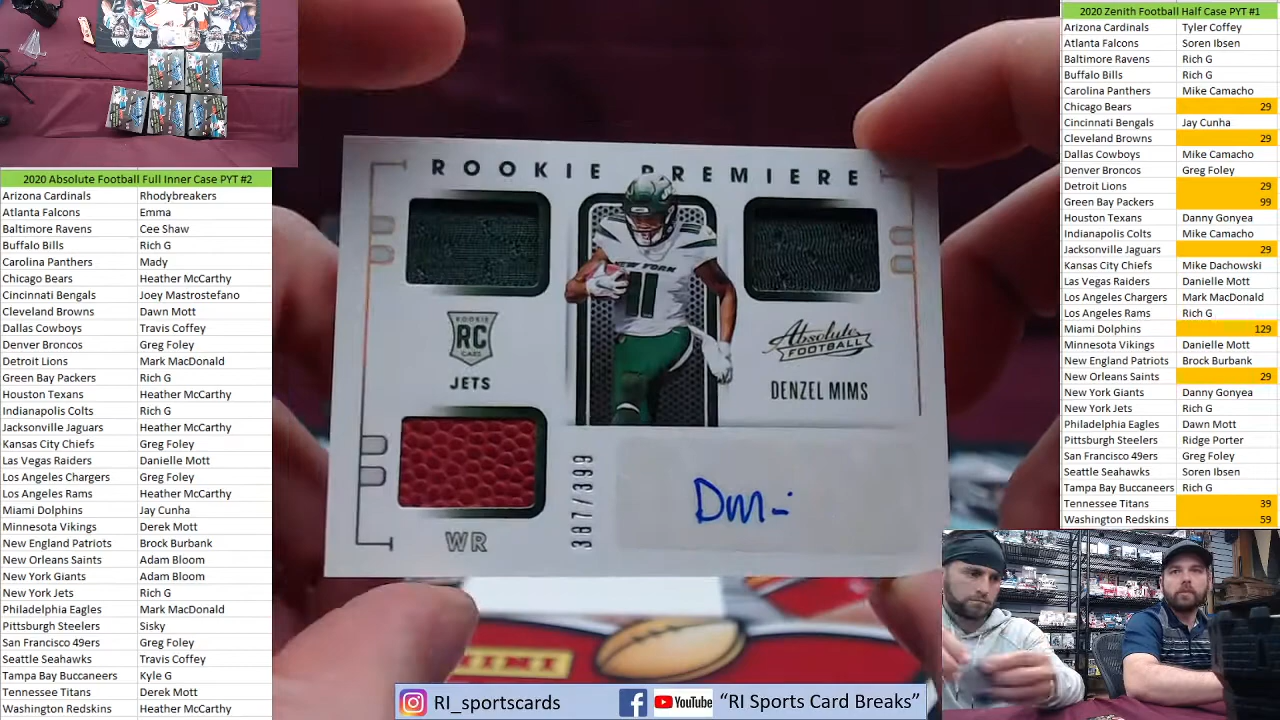 2020 Absolute Football Full Inner Case PYT #2
Arizona Cardinals Rhodybreakers
Atlanta Falcons Emma
Baltimore Ravens Cee Shaw
Buffalo Bills Rich G
Carolina Panthers Mady
Chicago Bears Heather McCarthy
Cincinnati Bengals Joey Mastrostefano
Cleveland Browns Dawn Mott
Dallas Cowboys Travis Coffey
Denver Broncos Greg Foley
Detroit Lions Mark MacDonald
Green Bay Packers Rich G
Houston Texans Heather McCarthy
Indianapolis Colts Rich G
Jacksonville Jaguars Heather McCarthy
Kansas City Chiefs Greg Foley
Las Vegas Raiders Danielle Mott
Los Angeles Chargers Greg Foley
Los Angeles Rams Heather McCarthy
Miami Dolphins Jay Cunha
Minnesota Vikings Derek Mott
New England Patriots Brock Burbank
New Orleans Saints Adam Bloom
New York Giants Adam Bloom
New York Jets Rich G
Philadelphia Eagles Mark MacDonald
Pittsburgh Steelers Sisky
San Francisco 49ers Greg Foley
Seattle Seahawks Travis Coffey
Tampa Bay Buccaneers Kyle G
Tennessee Titans Derek Mott
Washington Redskins Heather McCarthy
ROOKIE PREMIERE
NEW YORK
11
ROOKIE
RC
CARD
JETS
Absolute
FOOTBALL
DENZEL MIMS
WR
387/399
PANINI
RI_sportscards
YouTube
"RI Sports Card Breaks"
2020 Zenith Football Half Case PYT #1
Arizona Cardinals Tyler Coffey
Atlanta Falcons Soren Ibsen
Baltimore Ravens Rich G
Buffalo Bills Rich G
Carolina Panthers Mike Camacho
Chicago Bears 29
Cincinnati Bengals Jay Cunha
Cleveland Browns 29
Dallas Cowboys Mike Camacho
Denver Broncos Greg Foley
Detroit Lions 29
Green Bay Packers 99
Houston Texans Danny Gonyea
Indianapolis Colts Mike Camacho
Jacksonville Jaguars 29
Kansas City Chiefs Mike Dachowski
Las Vegas Raiders Danielle Mott
Los Angeles Chargers Mark MacDonald
Los Angeles Rams Rich G
Miami Dolphins 129
Minnesota Vikings Danielle Mott
New England Patriots Brock Burbank
New Orleans Saints 29
New York Giants Danny Gonyea
New York Jets Rich G
Philadelphia Eagles Dawn Mott
Pittsburgh Steelers Ridge Porter
San Francisco 49ers Greg Foley
Seattle Seahawks Soren Ibsen
Tampa Bay Buccaneers Rich G
Tennessee Titans 39
Washington Redskins 59